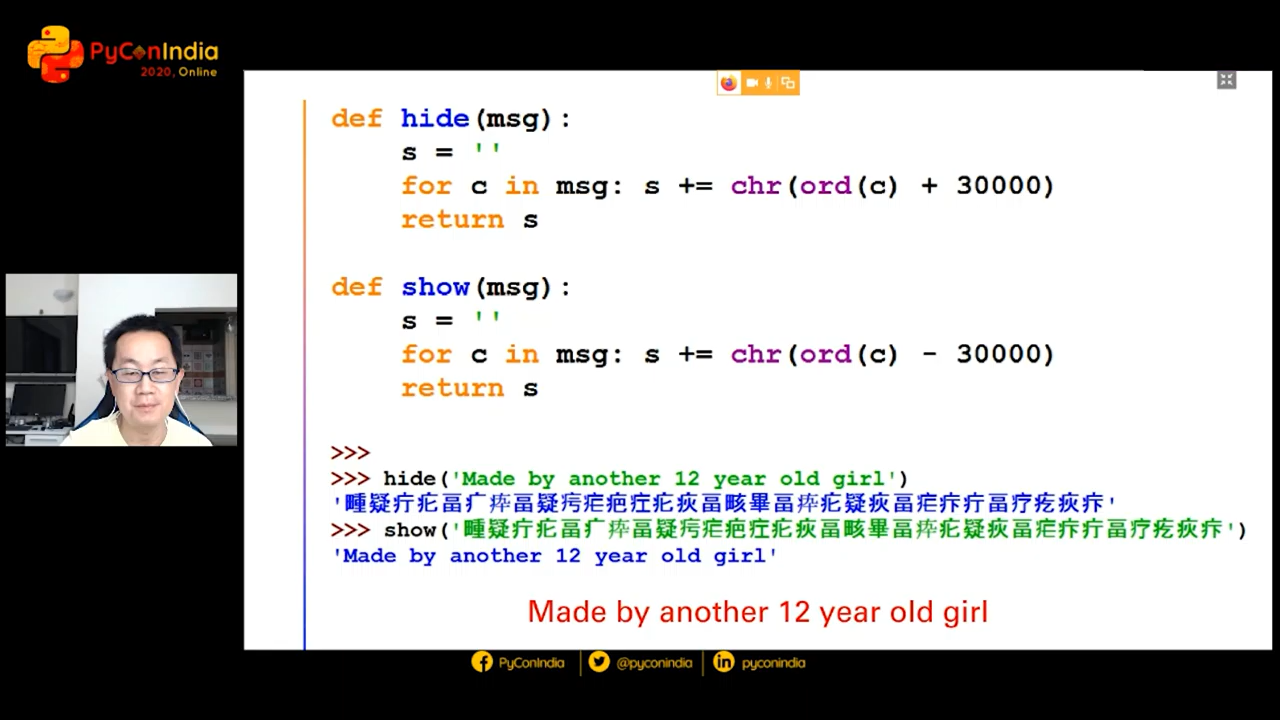 PyConIndia
2020, Online
def hide(msg):
    s = ''
    for c in msg: s += chr(ord(c) + 30000)
    return s
def show(msg):
    s = ''
    for c in msg: s += chr(ord(c) - 30000)
    return s
>>>
>>> hide('Made by another 12 year old girl')
'畽疑疔疕畐疒疩畐疑疞疟疤疘疕疢畐畡畢畐疩疕疑疢畐疟疜疔畐疗疙疢疜'
>>> show('畽疑疔疕畐疒疩畐疑疞疟疤疘疕疢畐畡畢畐疩疕疑疢畐疟疜疔畐疗疙疢疜')
'Made by another 12 year old girl'
Made by another 12 year old girl
PyConIndia @pyconindia pyconindia